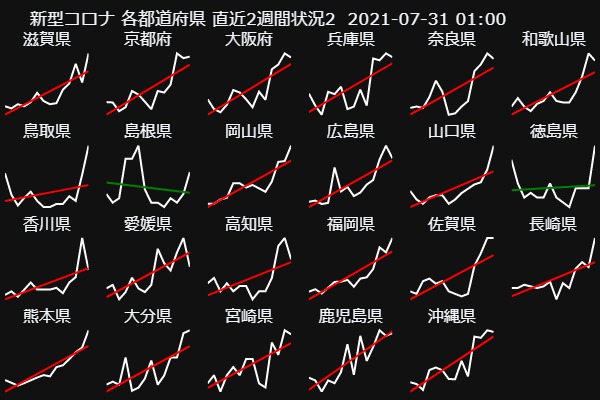 新型コロナ 各都道府県 直近2週間状況2 2021-07-31 01:00
滋賀県 京都府 大阪府 兵庫県 奈良県 和歌山県
鳥取県 島根県 岡山県 広島県 山口県 徳島県
香川県 愛媛県 高知県 福岡県 佐賀県 長崎県
熊本県 大分県 宮崎県 鹿児島県 沖縄県